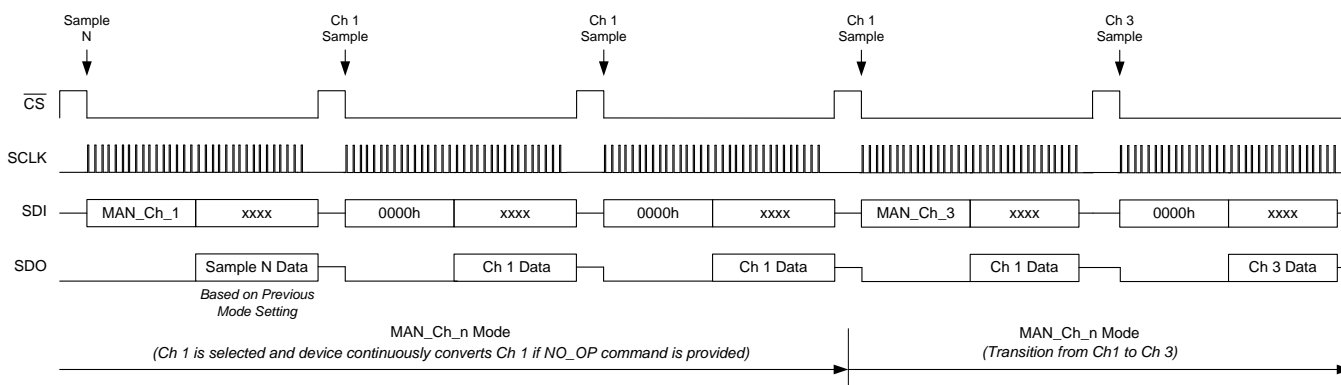 Sample
N
Ch 1
Sample
Ch 1
Sample
Ch 1
Sample
Ch 3
Sample
CS
SCLK
SDI
MAN_Ch_1
xxxx
0000h
xxxx
0000h
xxxx
MAN_Ch_3
xxxx
0000h
xxxx
SDO
Sample N Data
Ch 1 Data
Ch 1 Data
Ch 1 Data
Ch 3 Data
Based on Previous
Mode Setting
MAN_Ch_n Mode
(Ch 1 is selected and device continuously converts Ch 1 if NO_OP command is provided)
MAN_Ch_n Mode
(Transition from Ch1 to Ch 3)